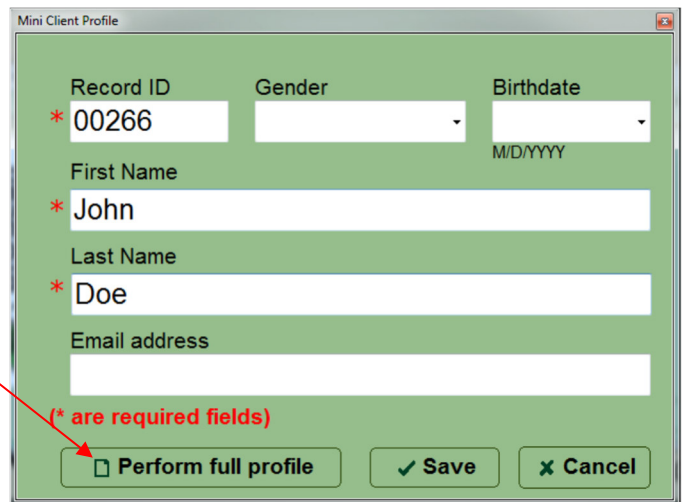 Mini Client Profile
Record ID Gender Birthdate
* 00266
M/D/YYYY
First Name
* John
Last Name
* Doe
Email address
(* are required fields)
Perform full profile Save Cancel